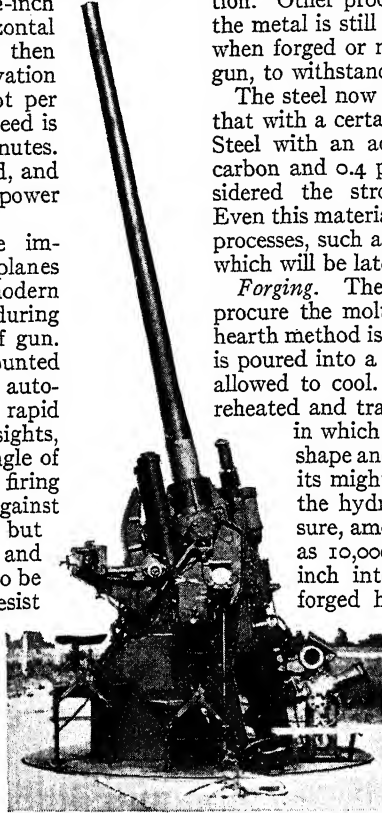 -inch
zontal
then
vation
ot per
eed is
nutes.
d, and
power
e im-
planes
odern
during
f gun.
unted
auto-
rapid
sights,
ngle of
firing
gainst
but
and
o be
esist
the metal is still
when forged or r
gun, to withstand
The steel now
that with a certa
Steel with an ac
carbon and 0.4 p
sidered the stro
Even this materia
processes, such a
which will be late
Forging. The
procure the molt
hearth method is
is poured into a
allowed to cool.
reheated and tra
in which
shape an
its might
the hydr
sure, amo
as 10,000
inch int
forged h